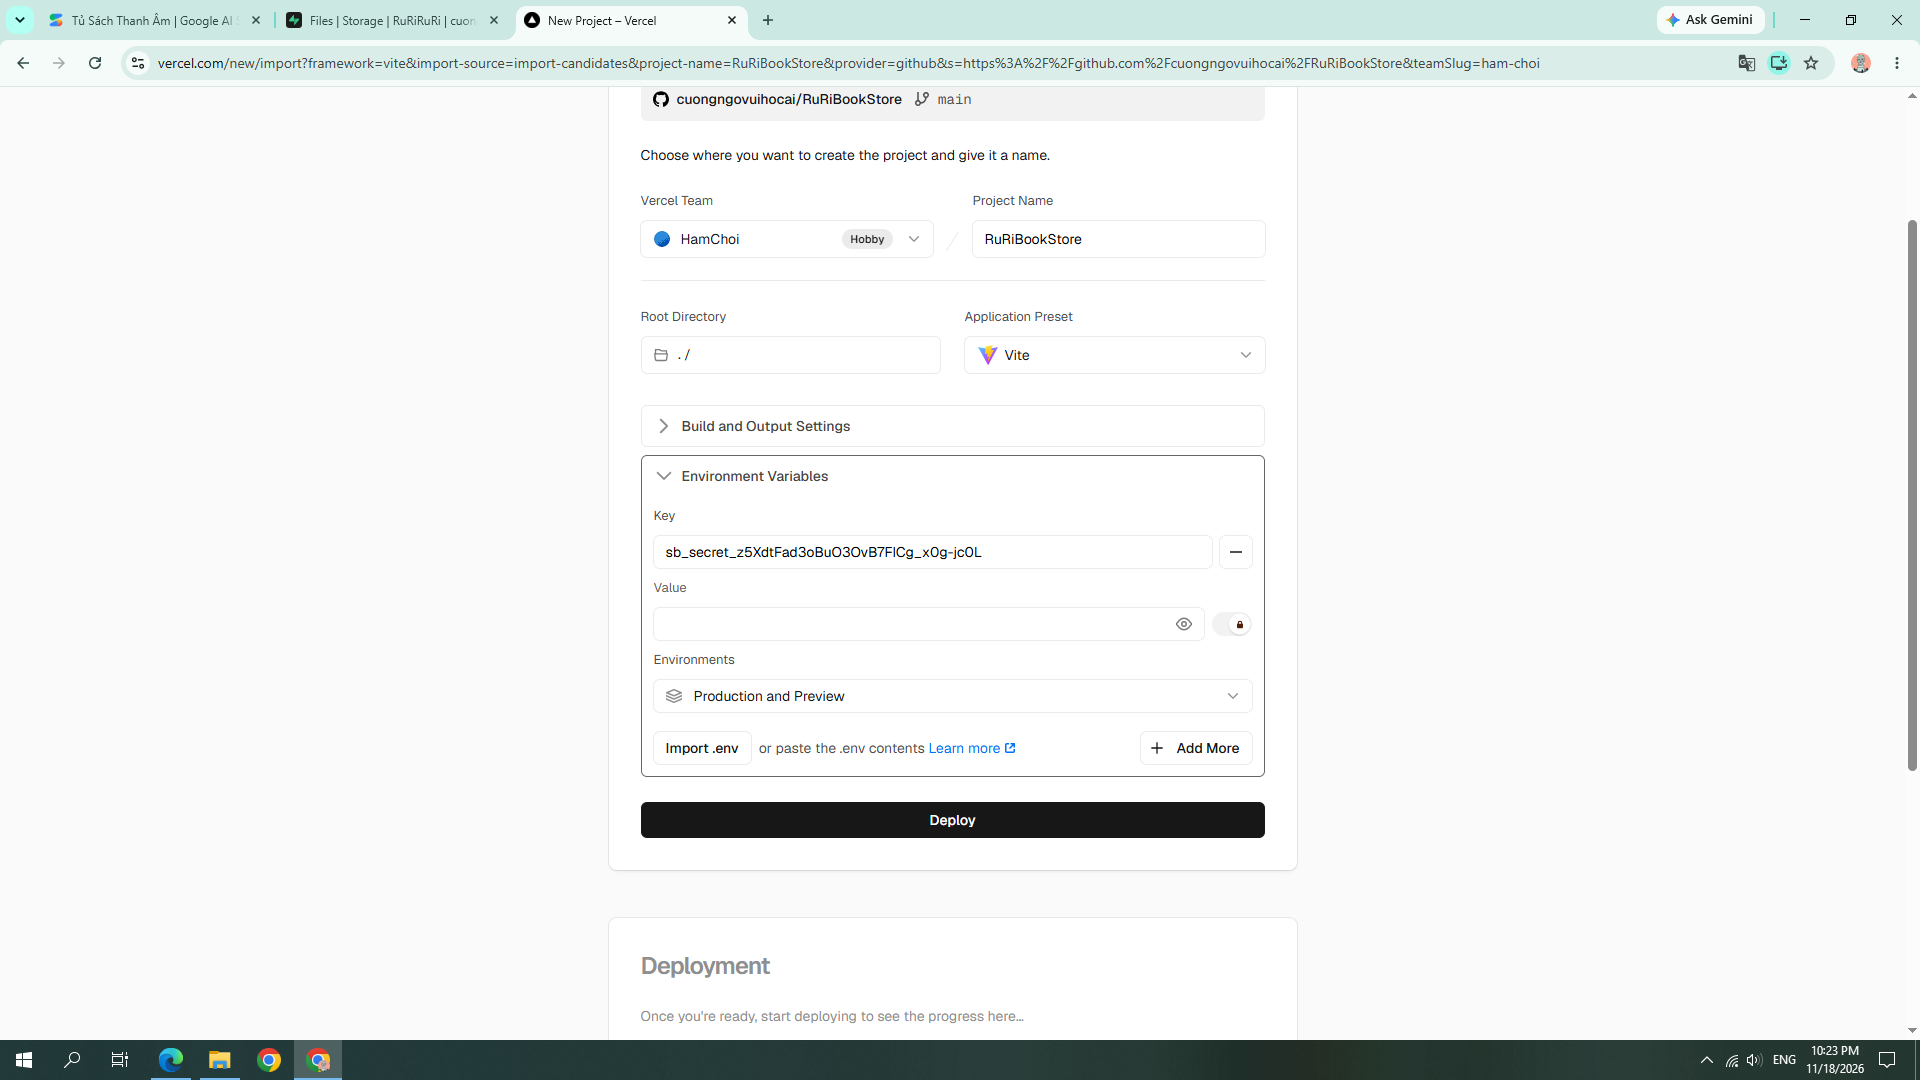 Tủ Sách Thanh Âm | Google AI S
Files | Storage | RuRiRuRi | cuon
New Project – Vercel
Ask Gemini
vercel.com/new/import?framework=vite&import-source=import-candidates&project-name=RuRiBookStore&provider=github&s=https%3A%2F%2Fgithub.com%2Fcuongngovuihocai%2FRuRiBookStore&teamSlug=ham-choi
cuongngovuihocai/RuRiBookStore main
Choose where you want to create the project and give it a name.
Vercel Team
Project Name
HamChoi Hobby
/
RuRiBookStore
Root Directory
Application Preset
./
Vite
Build and Output Settings
Environment Variables
Key
sb_secret_z5XdtFad3oBuO3OvB7FlCg_x0g-jc0L
Value
Environments
Production and Preview
Import .env or paste the .env contents Learn more
Add More
Deploy
Deployment
Once you're ready, start deploying to see the progress here...
ENG
10:23 PM
11/18/2026